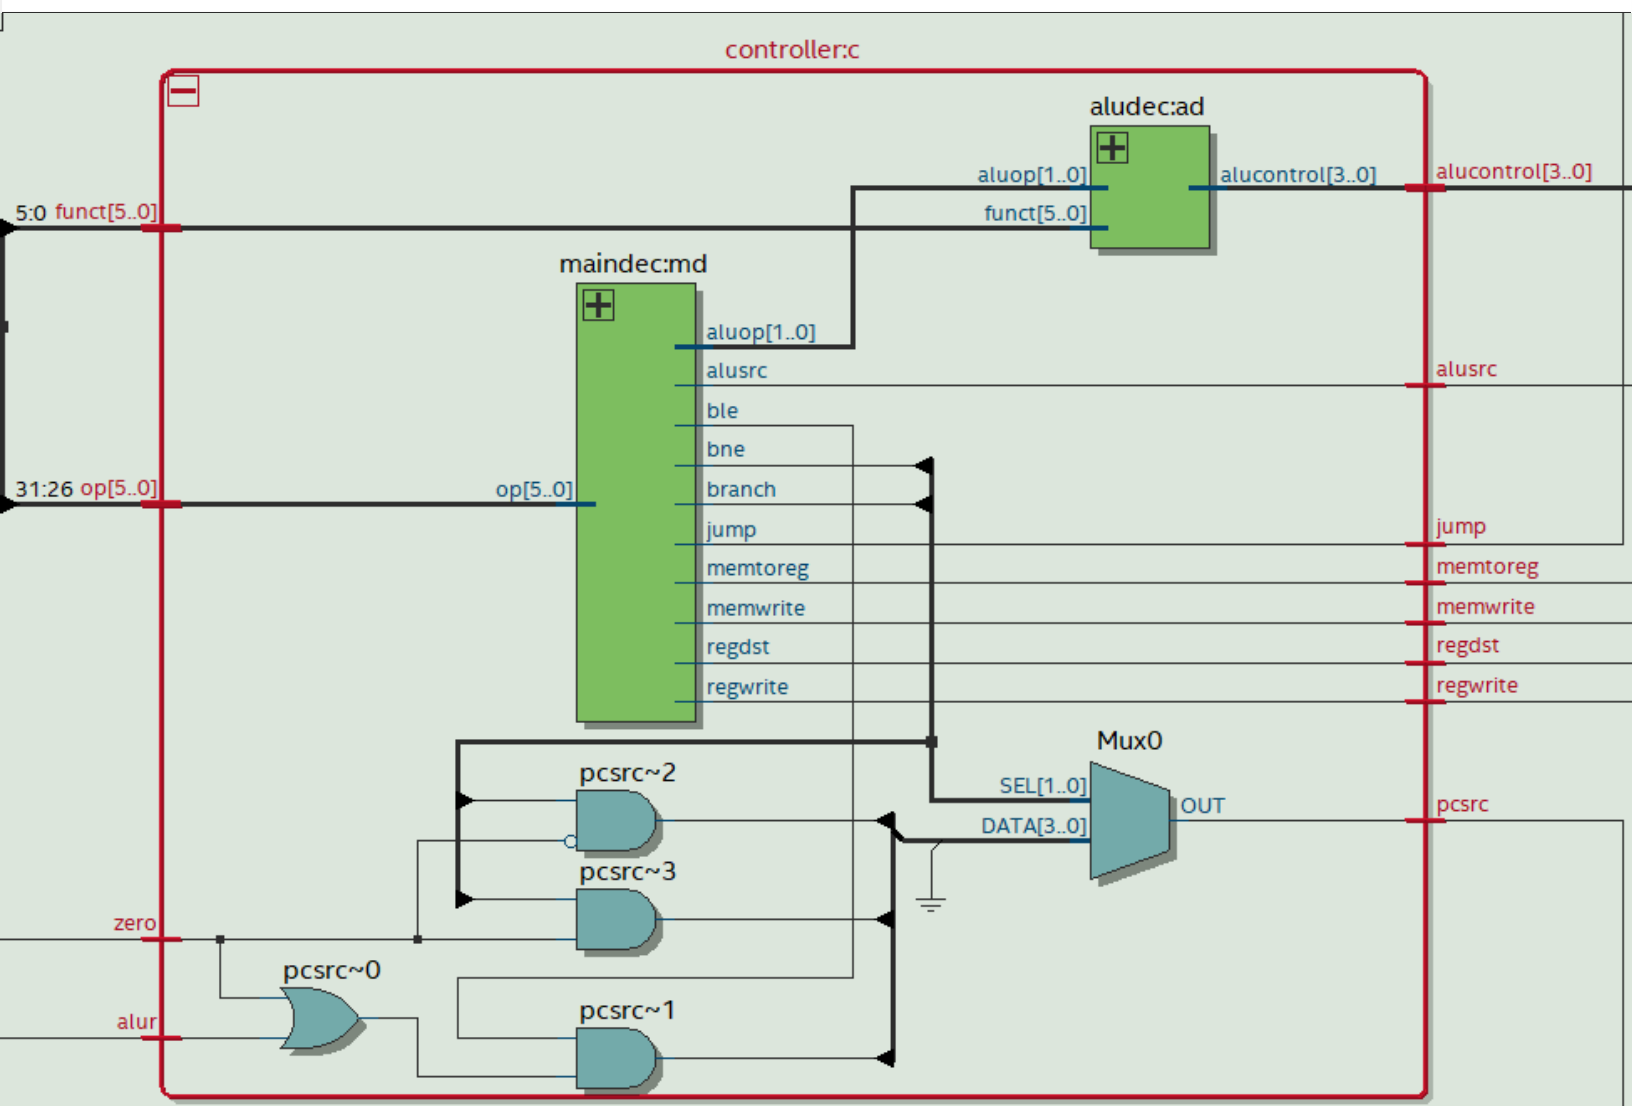 controller:c
aludec:ad
aluop[1..0]
alucontrol[3..0]
alucontrol[3..0]
5:0 funct[5..0]
funct[5..0]
maindec:md
aluop[1..0]
alusrc
alusrc
ble
bne
31:26 op[5..0]
op[5..0]
branch
jump
jump
memtoreg
memtoreg
memwrite
memwrite
regdst
regdst
regwrite
regwrite
Mux0
pcsrc~2
SEL[1..0]
OUT
pcsrc
DATA[3..0]
pcsrc~3
zero
pcsrc~0
pcsrc~1
alur